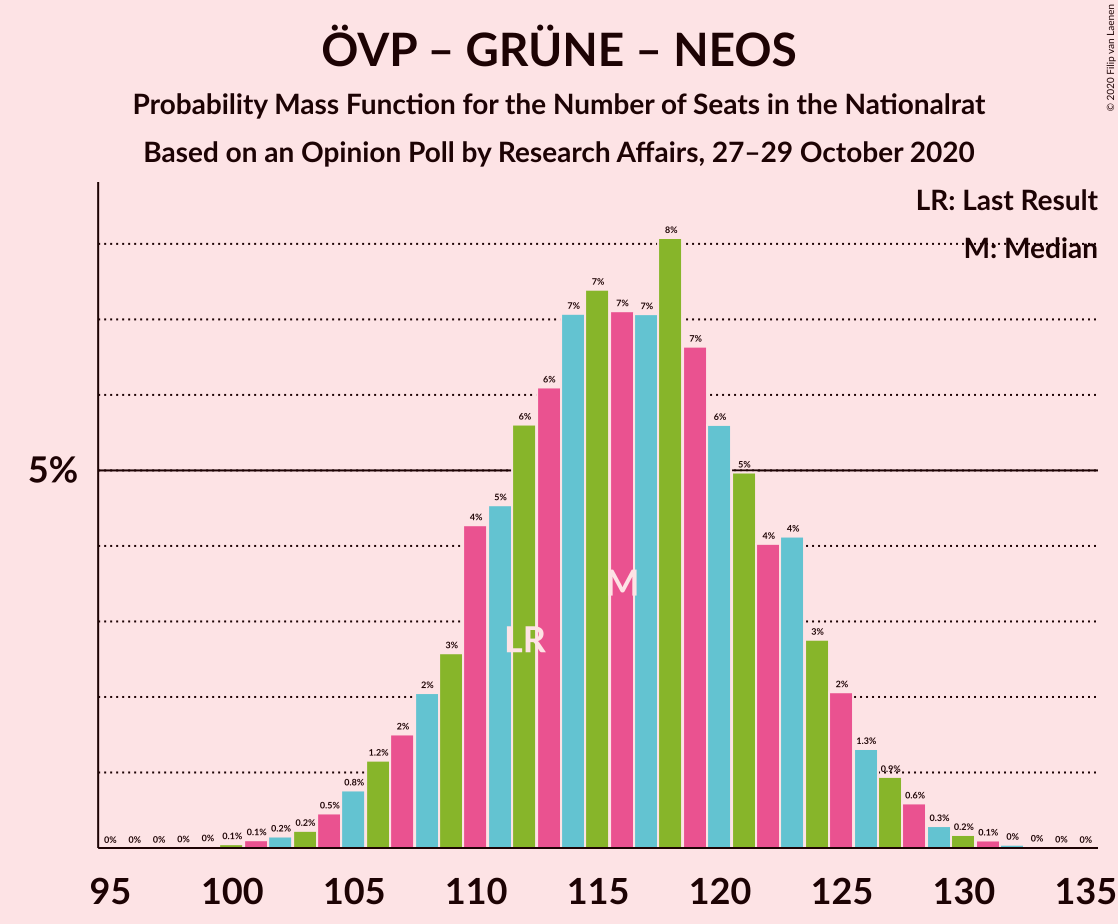 ÖVP – GRÜNE – NEOS
Probability Mass Function for the Number of Seats in the Nationalrat
Based on an Opinion Poll by Research Affairs, 27–29 October 2020
© 2020 Filip van Laenen
LR: Last Result
M: Median
5%
0% 0% 0% 0% 0% 0.1% 0.1% 0.2% 0.2% 0.5% 0.8% 1.2% 2% 2% 3% 4% 5% 6% 6% 7% 7% 7% 7% 8% 7% 6% 5% 4% 4% 3% 2% 1.3% 0.9% 0.6% 0.3% 0.2% 0.1% 0% 0% 0% 0%
M
LR
95 100 105 110 115 120 125 130 135